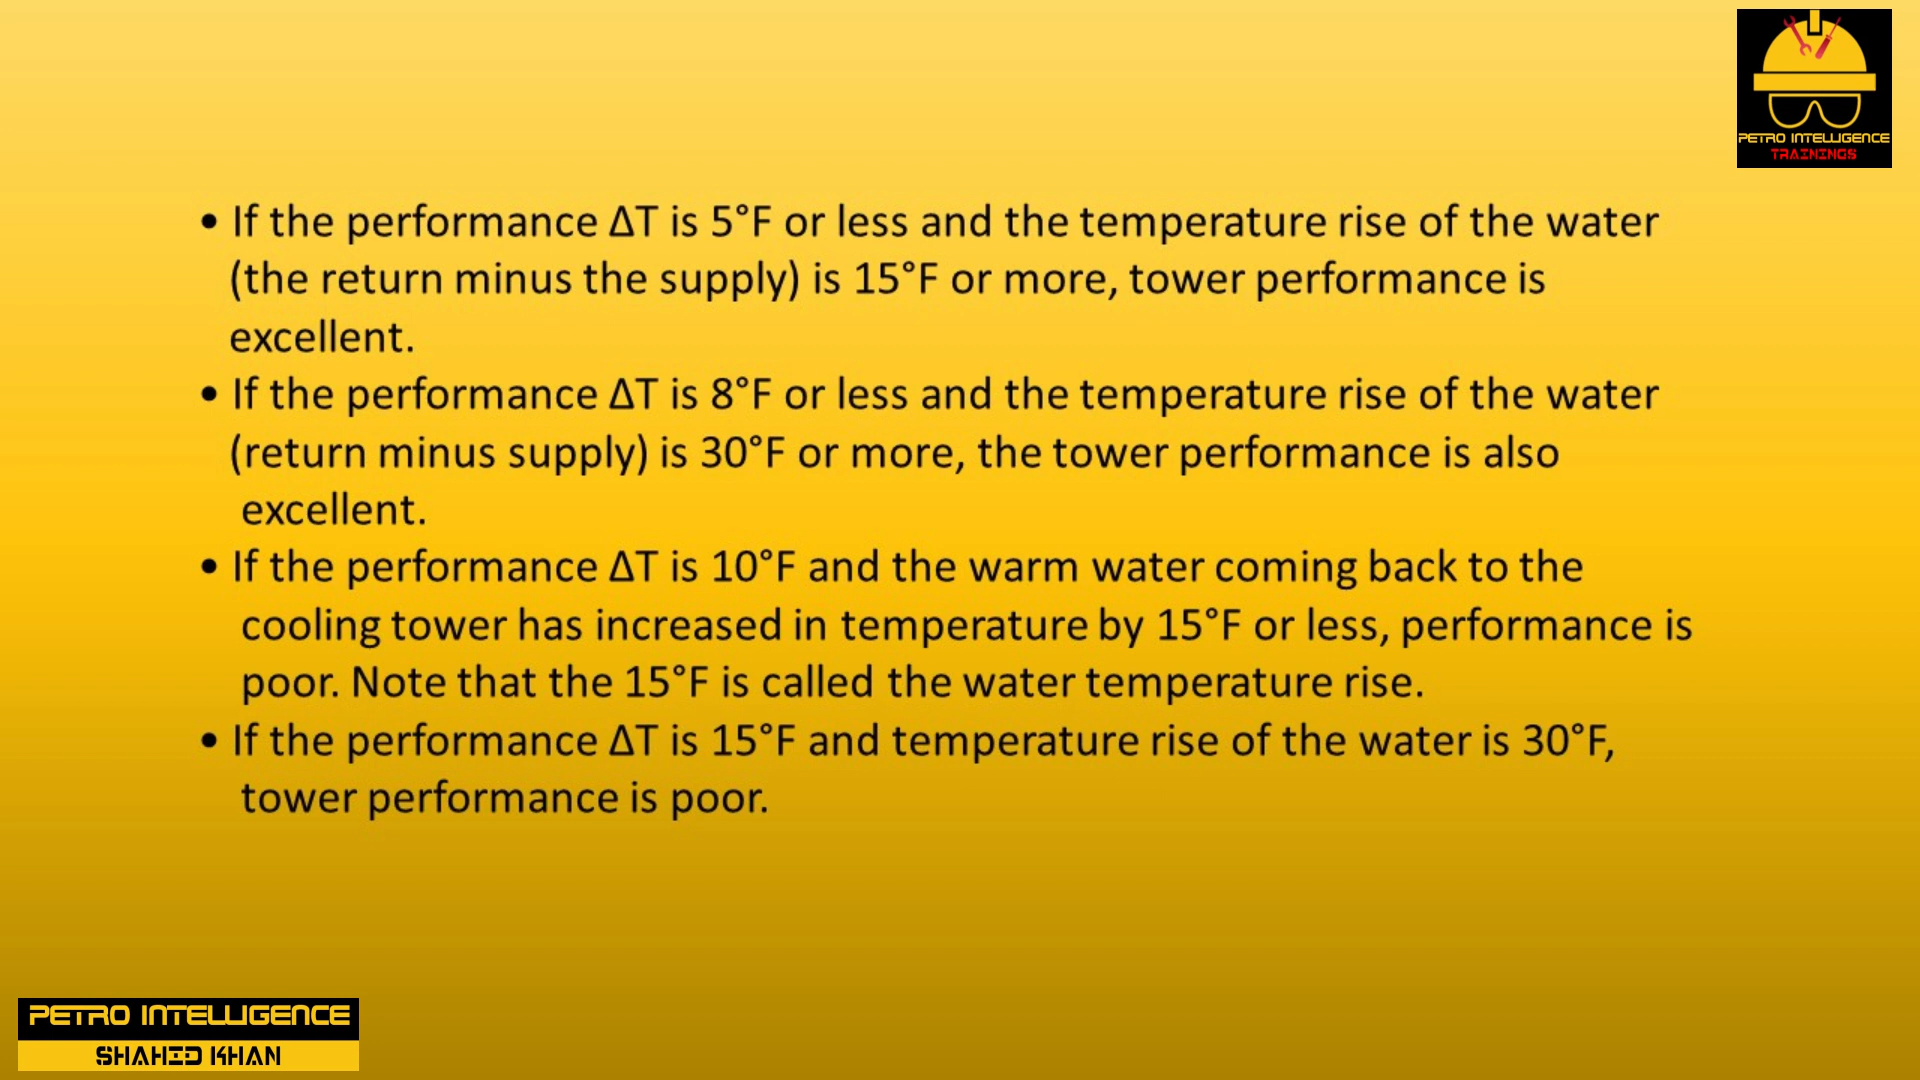 PETRO INTELLIGENCE
TRAININGS
• If the performance ΔT is 5°F or less and the temperature rise of the water
(the return minus the supply) is 15°F or more, tower performance is
excellent.
• If the performance ΔT is 8°F or less and the temperature rise of the water
(return minus supply) is 30°F or more, the tower performance is also
excellent.
• If the performance ΔT is 10°F and the warm water coming back to the
cooling tower has increased in temperature by 15°F or less, performance is
poor. Note that the 15°F is called the water temperature rise.
• If the performance ΔT is 15°F and temperature rise of the water is 30°F,
tower performance is poor.
PETRO INTELLIGENCE
SHAHID KHAN